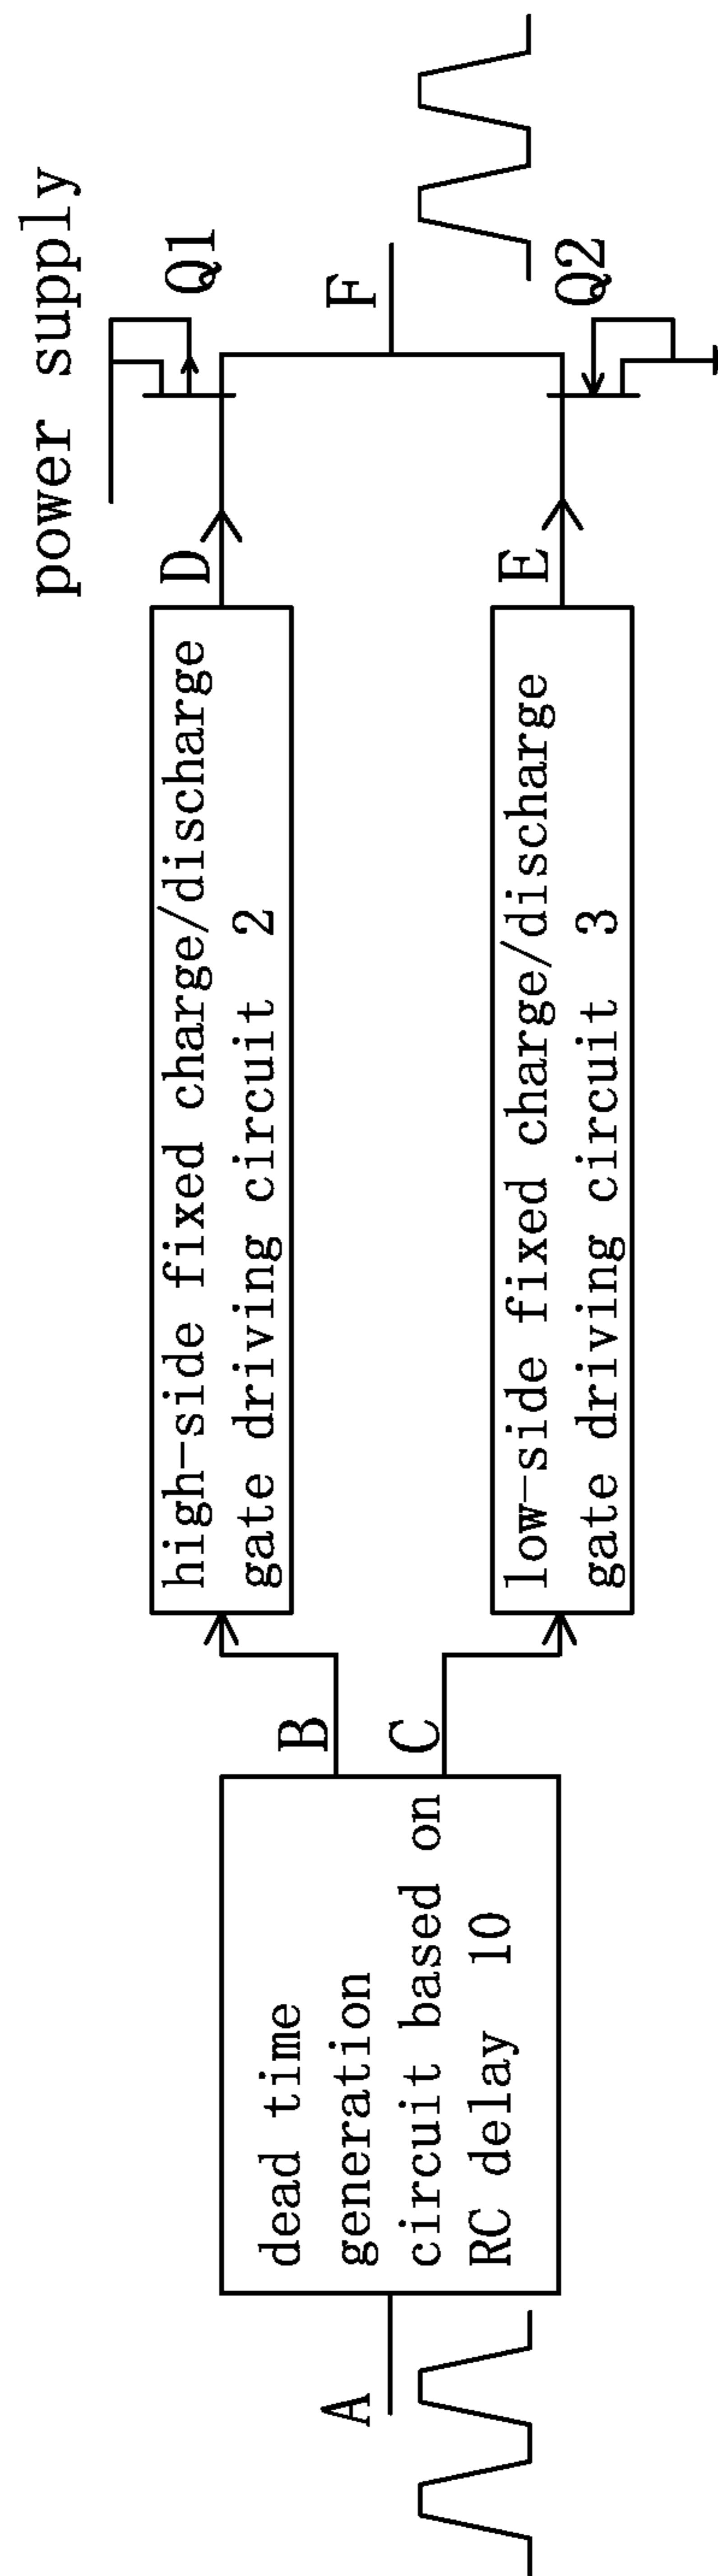 A
dead time
generation
circuit based on
RC delay 10
B
C
high-side fixed charge/discharge
gate driving circuit 2
low-side fixed charge/discharge
gate driving circuit 3
D
E
power supply
Q1
F
Q2